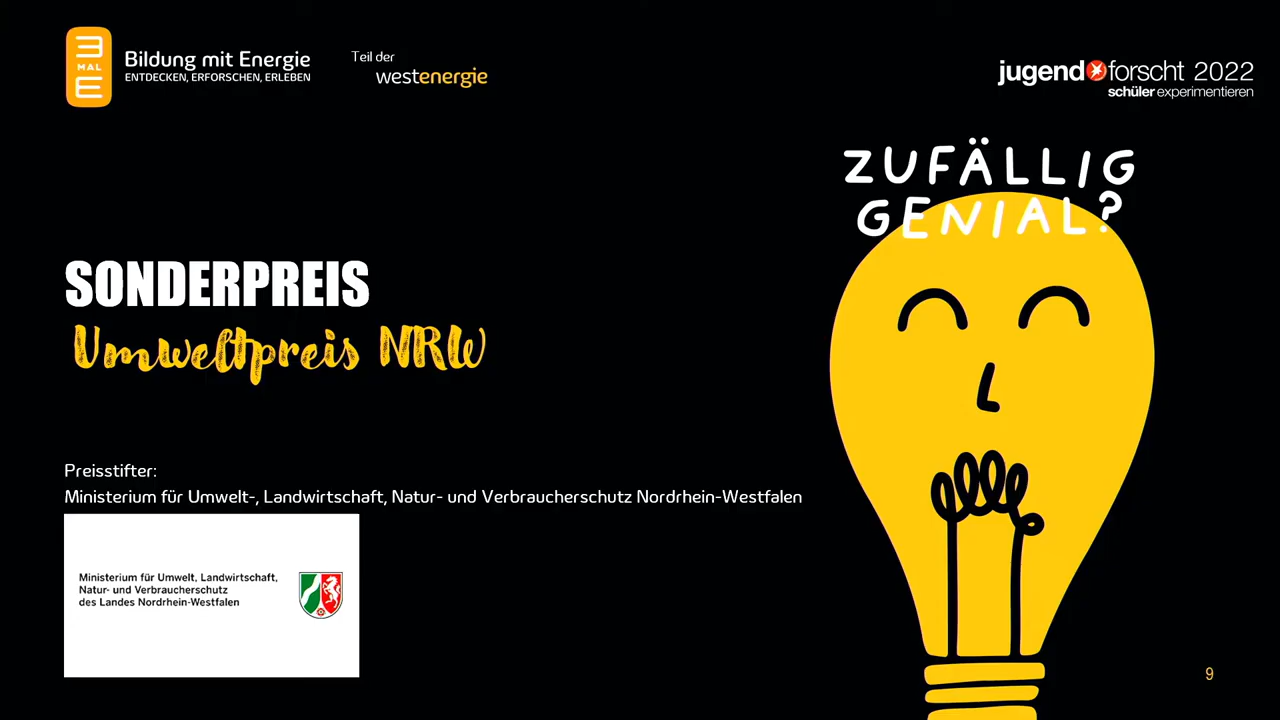 3
MAL
E
Bildung mit Energie
ENTDECKEN, ERFORSCHEN, ERLEBEN
Teil der
westenergie
jugend forscht 2022
schüler experimentieren
ZUFÄLLIG
GENIAL?
SONDERPREIS
Umweltpreis NRW
Preisstifter:
Ministerium für Umwelt-, Landwirtschaft, Natur- und Verbraucherschutz Nordrhein-Westfalen
Ministerium für Umwelt, Landwirtschaft,
Natur- und Verbraucherschutz
des Landes Nordrhein-Westfalen
9